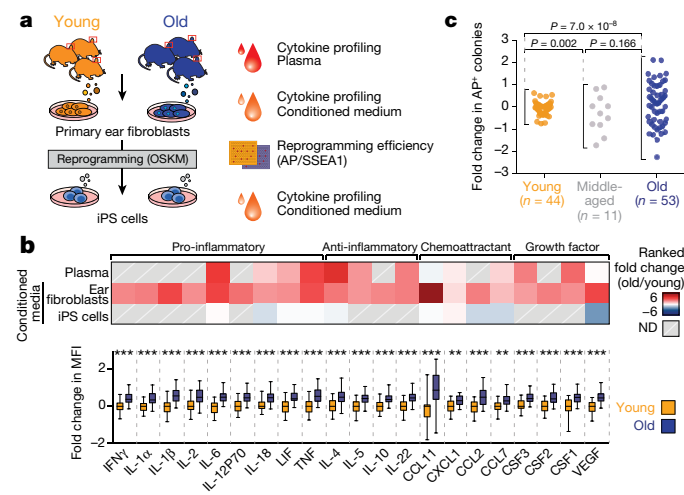 a
Young
Old
Primary ear fibroblasts
Reprogramming (OSKM)
iPS cells
Cytokine profiling
Plasma
Cytokine profiling
Conditioned medium
Reprogramming efficiency
(AP/SSEA1)
Cytokine profiling
Conditioned medium
c
P = 7.0 × 10⁻⁸
P = 0.002
P = 0.166
Fold change in AP⁺ colonies
3
2
1
0
−1
−2
−3
Young
(n = 44)
Middle-
aged
(n = 11)
Old
(n = 53)
b
Pro-inflammatory
Anti-inflammatory
Chemoattractant
Growth factor
Conditioned
media
Plasma
Ear
fibroblasts
iPS cells
Ranked
fold change
(old/young)
6
−6
ND
Fold change in MFI
2
0
−2
*** *** *** *** *** *** *** *** *** *** *** *** *** *** ** *** ** *** *** *** ***
Young
Old
IFNγ
IL-1α
IL-1β
IL-2
IL-6
IL-12P70
IL-18
LIF
TNF
IL-4
IL-5
IL-10
IL-22
CCL11
CXCL1
CCL2
CCL7
CSF3
CSF2
CSF1
VEGF